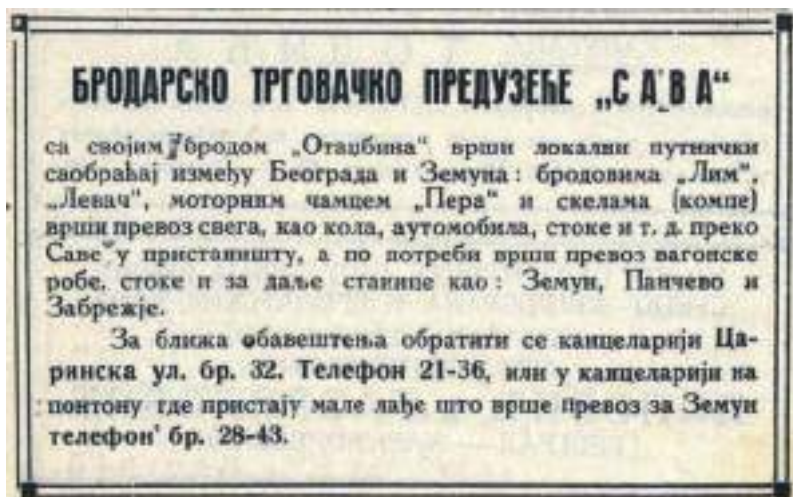 БРОДАРСКО ТРГОВАЧКО ПРЕДУЗЕЋЕ „САВА“
са својим бродом „Отаџбина“ врши локални путнички
саобраћај између Београда и Земуна: бродовима „Лим“,
„Левач“, моторним чамцем „Пера“ и скелама (компе)
врши превоз свега, као кола, аутомобила, стоке и т. д. преко
Саве у пристаништу, а по потреби врши превоз вагонске
робе, стоке и за даље станице као: Земун, Панчево и
Забрежје.
За ближа обавештења обратити се канцеларији Ца-
ринска ул. бр. 32. Телефон 21-36, или у канцеларији на
понтону где пристају мале лађе што врше превоз за Земун
телефон бр. 28-43.